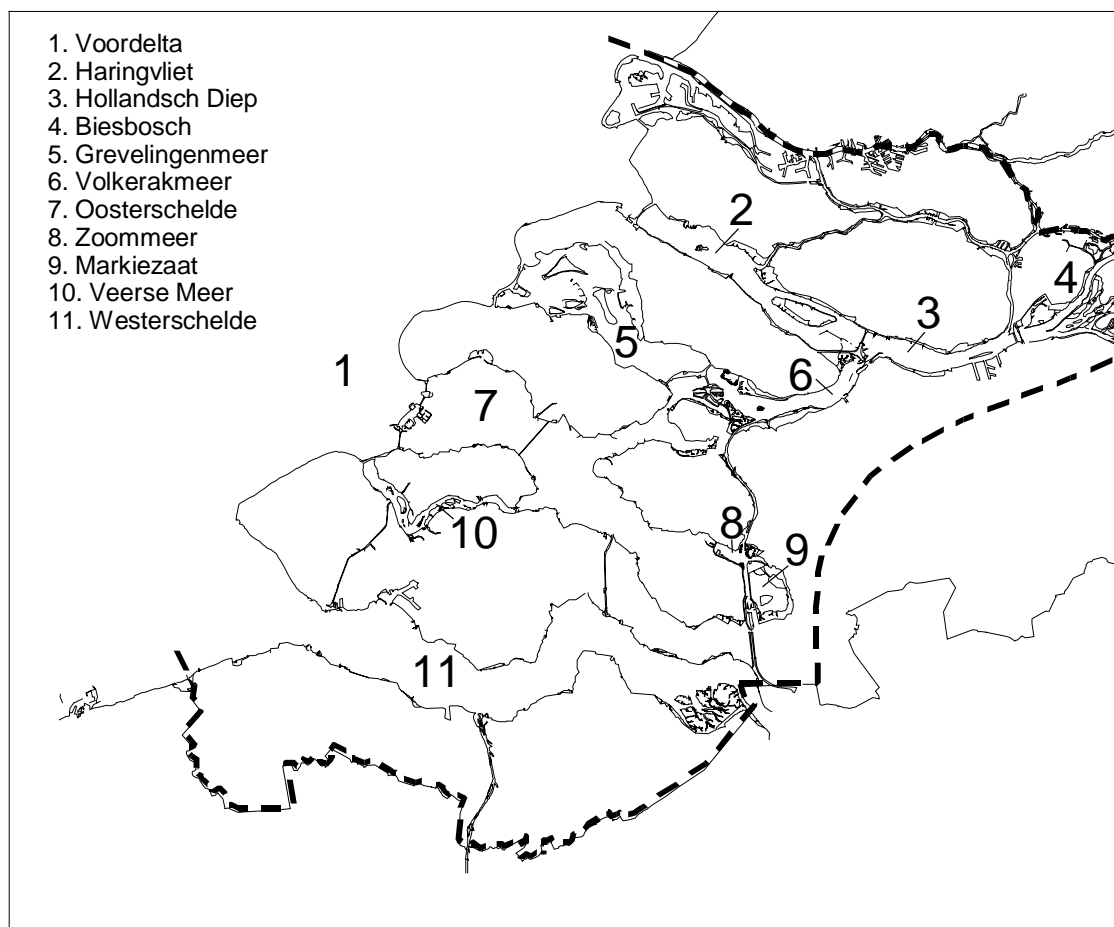 1. Voordelta
2. Haringvliet
3. Hollandsch Diep
4. Biesbosch
5. Grevelingenmeer
6. Volkerakmeer
7. Oosterschelde
8. Zoommeer
9. Markiezaat
10. Veerse Meer
11. Westerschelde
2
4
3
5
1
6
7
8
10
9
11